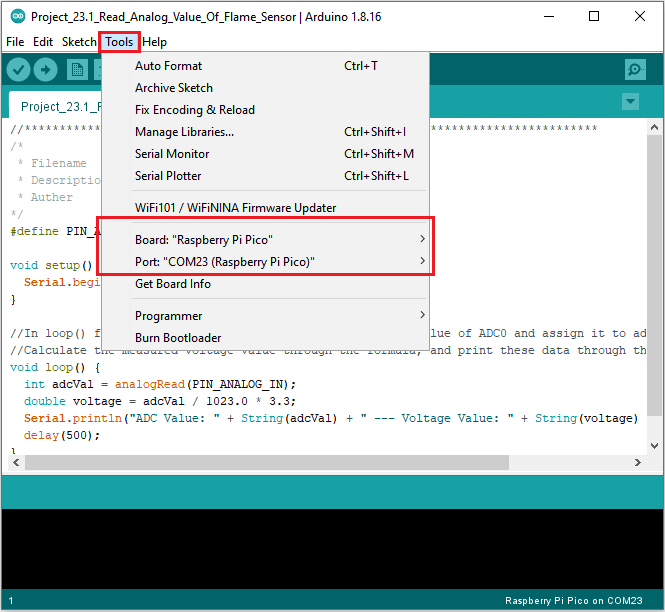 Project_23.1_Read_Analog_Value_Of_Flame_Sensor | Arduino 1.8.16
File Edit Sketch Tools Help
Auto Format Ctrl+T
Archive Sketch
Fix Encoding & Reload
Manage Libraries... Ctrl+Shift+I
Serial Monitor Ctrl+Shift+M
Serial Plotter Ctrl+Shift+L
WiFi101 / WiFiNINA Firmware Updater
Board: "Raspberry Pi Pico"
Port: "COM23 (Raspberry Pi Pico)"
Get Board Info
Programmer
Burn Bootloader
Project_23.1_
/*
* Filename
* Descriptio
* Auther
*/
#define PIN_A
void setup()
Serial.begi
}
//In loop() f lue of ADC0 and assign it to ad
//Calculate the measured voltage value through the formula, and print these data through th
void loop() {
int adcVal = analogRead(PIN_ANALOG_IN);
double voltage = adcVal / 1023.0 * 3.3;
Serial.println("ADC Value: " + String(adcVal) + " --- Voltage Value: " + String(voltage)
delay(500);
}
1 Raspberry Pi Pico on COM23